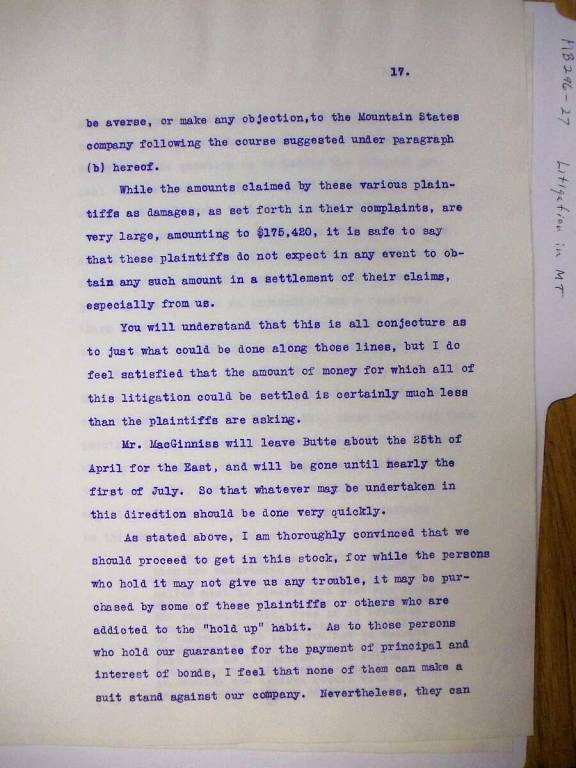 17.
be averse, or make any objection,to the Mountain States
company following the course suggested under paragraph
(b) hereof.
While the amounts claimed by these various plain-
tiffs as damages, as set forth in their complaints, are
very large, amounting to $175,420, it is safe to say
that these plaintiffs do not expect in any event to ob-
tain any such amount in a settlement of their claims,
especially from us.
You will understand that this is all conjecture as
to just what could be done along those lines, but I do
feel satisfied that the amount of money for which all of
this litigation could be settled is certainly much less
than the plaintiffs are asking.
Mr. MacGinniss will leave Butte about the 25th of
April for the East, and will be gone until nearly the
first of July. So that whatever may be undertaken in
this direction should be done very quickly.
As stated above, I am thoroughly convinced that we
should proceed to get in this stock, for while the persons
who hold it may not give us any trouble, it may be pur-
chased by some of these plaintiffs or others who are
addicted to the "hold up" habit. As to those persons
who hold our guarantee for the payment of principal and
interest of bonds, I feel that none of them can make a
suit stand against our company. Nevertheless, they can
HB296-27 Litigation in MT